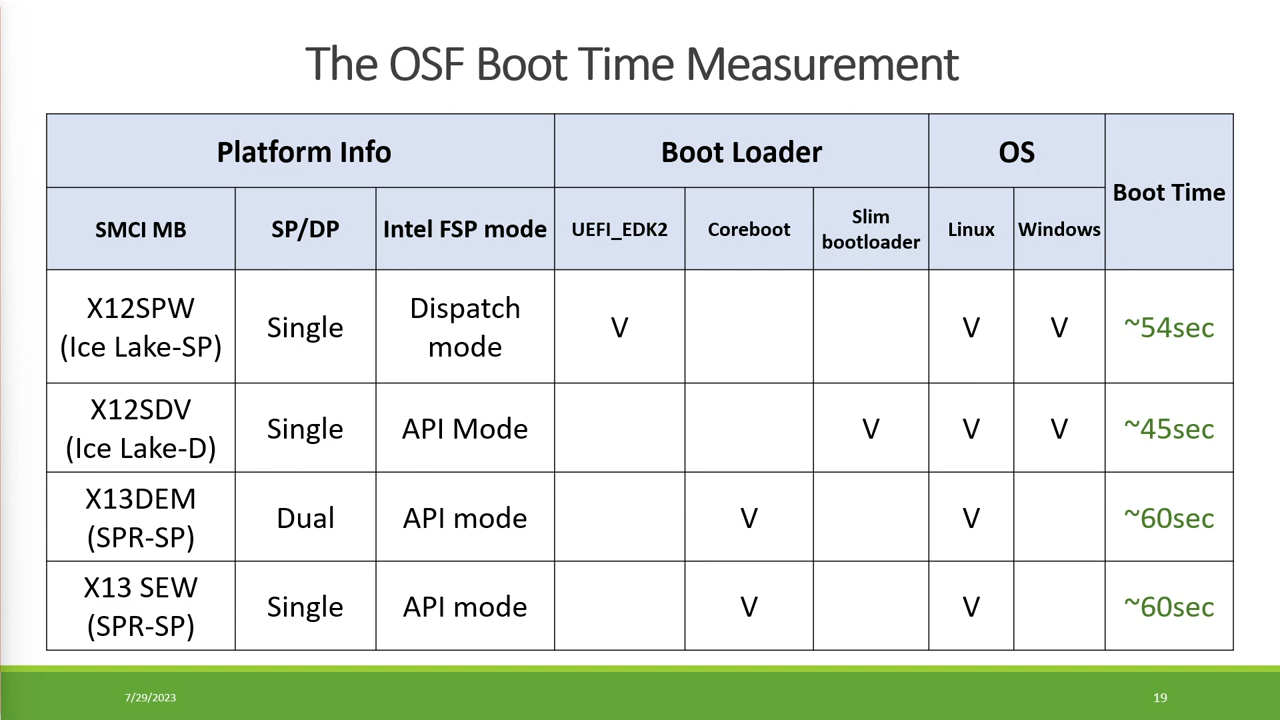 The OSF Boot Time Measurement
Platform Info Boot Loader OS Boot Time
SMCI MB SP/DP Intel FSP mode UEFI_EDK2 Coreboot Slim bootloader Linux Windows
X12SPW
(Ice Lake-SP) Single Dispatch mode V V V ~54sec
X12SDV
(Ice Lake-D) Single API Mode V V V ~45sec
X13DEM
(SPR-SP) Dual API mode V V ~60sec
X13 SEW
(SPR-SP) Single API mode V V ~60sec
7/29/2023 19